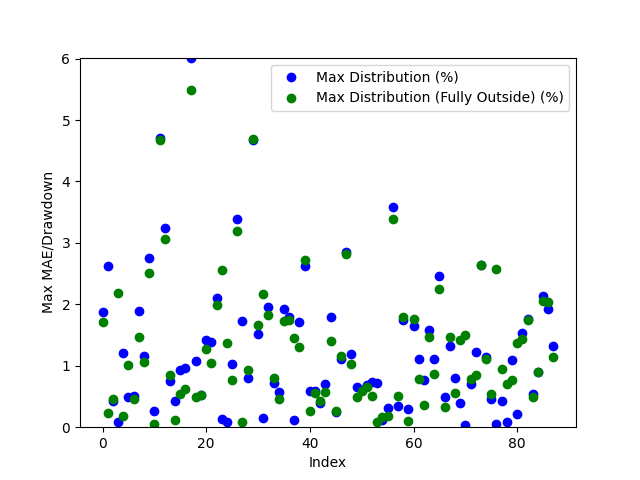 6
5
4
3
2
1
0
0 20 40 60 80
Max MAE/Drawdown
Index
Max Distribution (%)
Max Distribution (Fully Outside) (%)